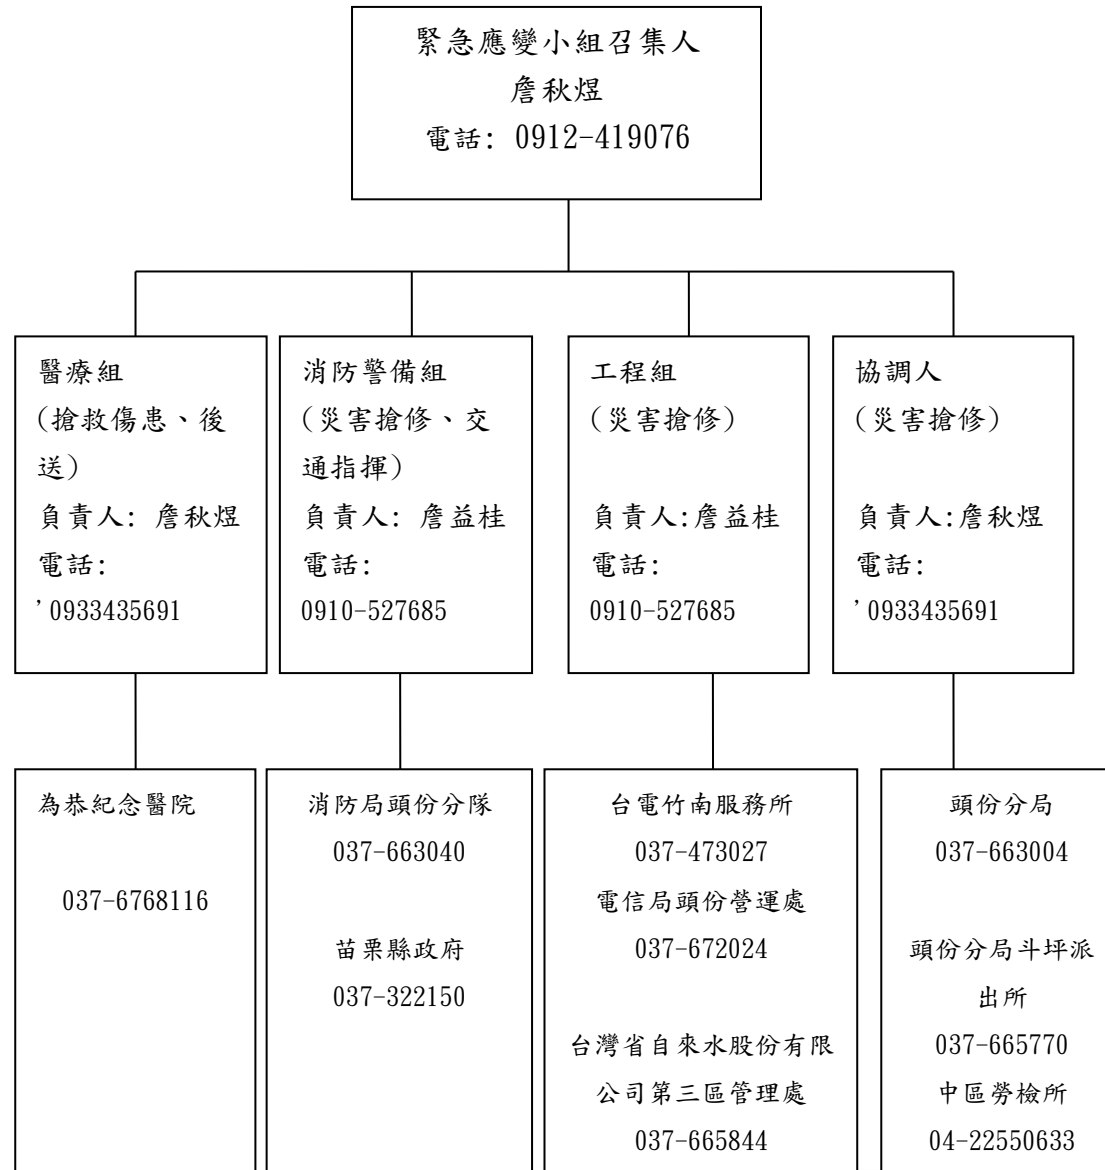 緊急應變小組召集人
詹秋煜
電話: 0912-419076
醫療組
(搶救傷患、後
送)
負責人: 詹秋煜
電話:
’0933435691
消防警備組
(災害搶修、交
通指揮)
負責人: 詹益桂
電話:
0910-527685
工程組
(災害搶修)
負責人:詹益桂
電話:
0910-527685
協調人
(災害搶修)
負責人:詹秋煜
電話:
’0933435691
為恭紀念醫院
037-6768116
消防局頭份分隊
037-663040
苗栗縣政府
037-322150
台電竹南服務所
037-473027
電信局頭份營運處
037-672024
台灣省自來水股份有限
公司第三區管理處
037-665844
頭份分局
037-663004
頭份分局斗坪派
出所
037-665770
中區勞檢所
04-22550633